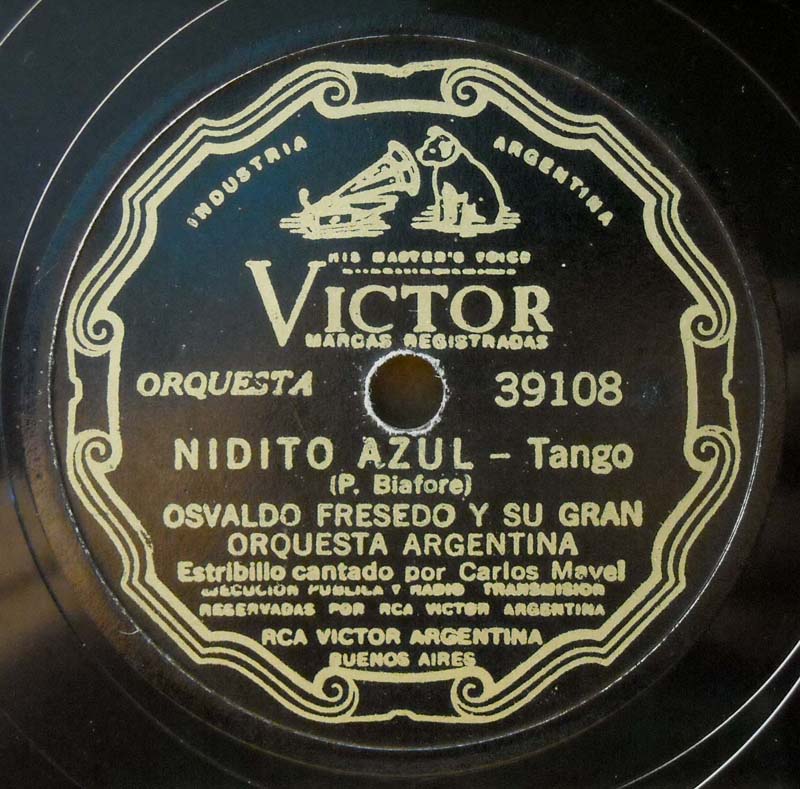 INDUSTRIA ARGENTINA
HIS MASTER'S VOICE
VICTOR
MARCAS REGISTRADAS
ORQUESTA 39108
NIDITO AZUL - Tango
(P. Biafore)
OSVALDO FRESEDO Y SU GRAN
ORQUESTA ARGENTINA
Estribillo cantado por Carlos Mayel
EJECUCION PUBLICA Y RADIO TRANSMISION
RESERVADAS POR RCA VICTOR ARGENTINA
RCA VICTOR ARGENTINA
BUENOS AIRES